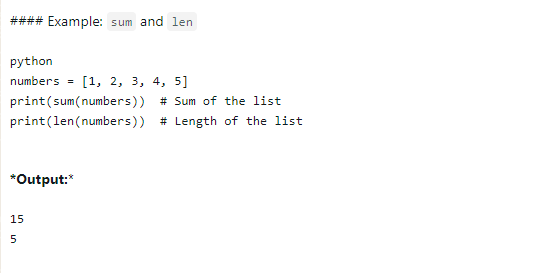 #### Example: sum and len
python
numbers = [1, 2, 3, 4, 5]
print(sum(numbers))  # Sum of the list
print(len(numbers))  # Length of the list
*Output:*
15
5